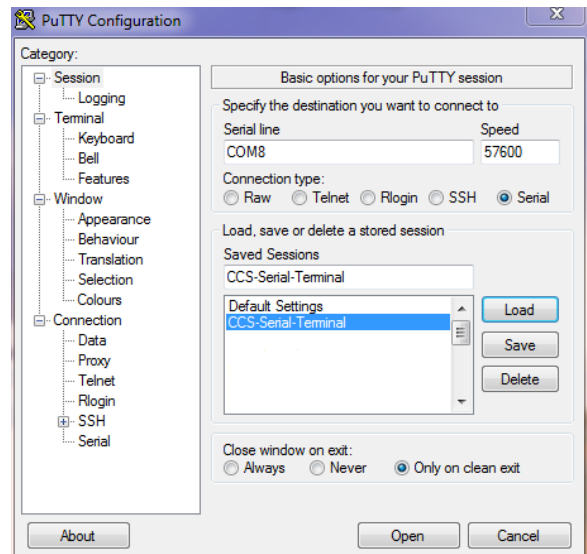 PuTTY Configuration
Category:
Session
Logging
Terminal
Keyboard
Bell
Features
Window
Appearance
Behaviour
Translation
Selection
Colours
Connection
Data
Proxy
Telnet
Rlogin
SSH
Serial
Basic options for your PuTTY session
Specify the destination you want to connect to
Serial line Speed
COM8 57600
Connection type:
Raw Telnet Rlogin SSH Serial
Load, save or delete a stored session
Saved Sessions
CCS-Serial-Terminal
Default Settings
CCS-Serial-Terminal
Load
Save
Delete
Close window on exit:
Always Never Only on clean exit
About Open Cancel